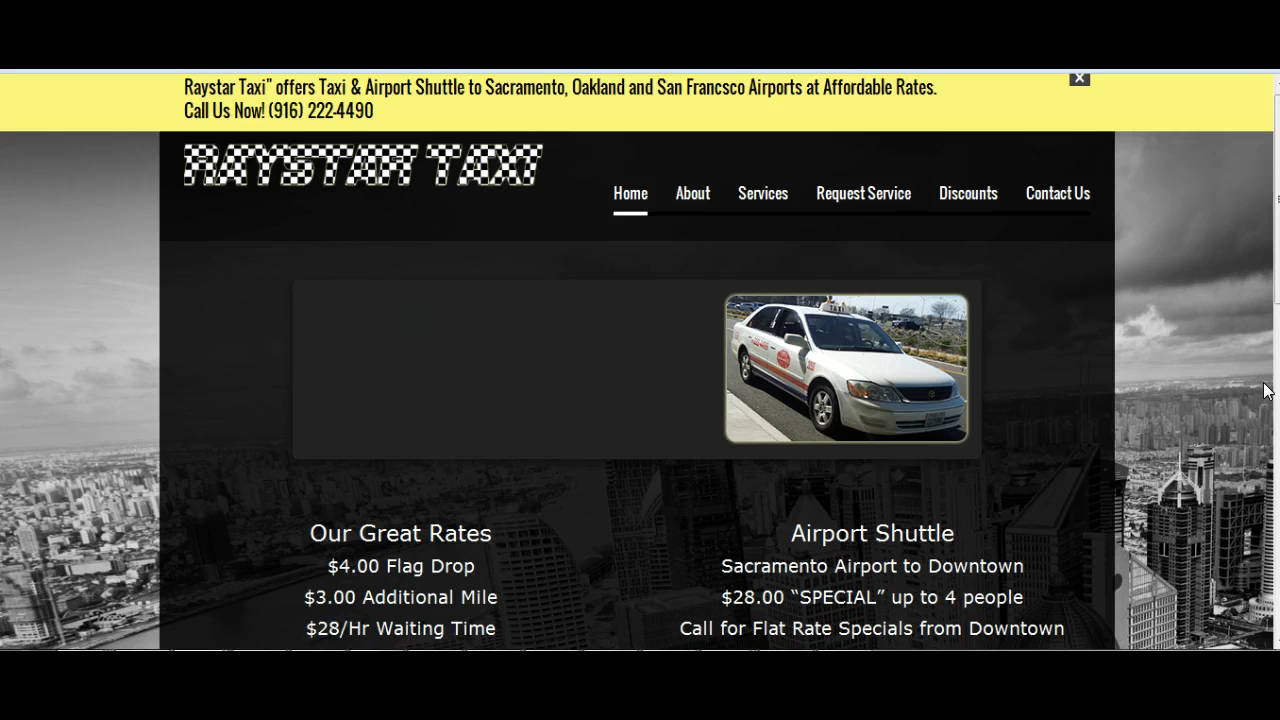 Raystar Taxi" offers Taxi & Airport Shuttle to Sacramento, Oakland and San Francsco Airports at Affordable Rates.
Call Us Now! (916) 222-4490
X
RAYSTAR TAXI
Home About Services Request Service Discounts Contact Us
TAXI
Our Great Rates
$4.00 Flag Drop
$3.00 Additional Mile
$28/Hr Waiting Time
Airport Shuttle
Sacramento Airport to Downtown
$28.00 “SPECIAL” up to 4 people
Call for Flat Rate Specials from Downtown